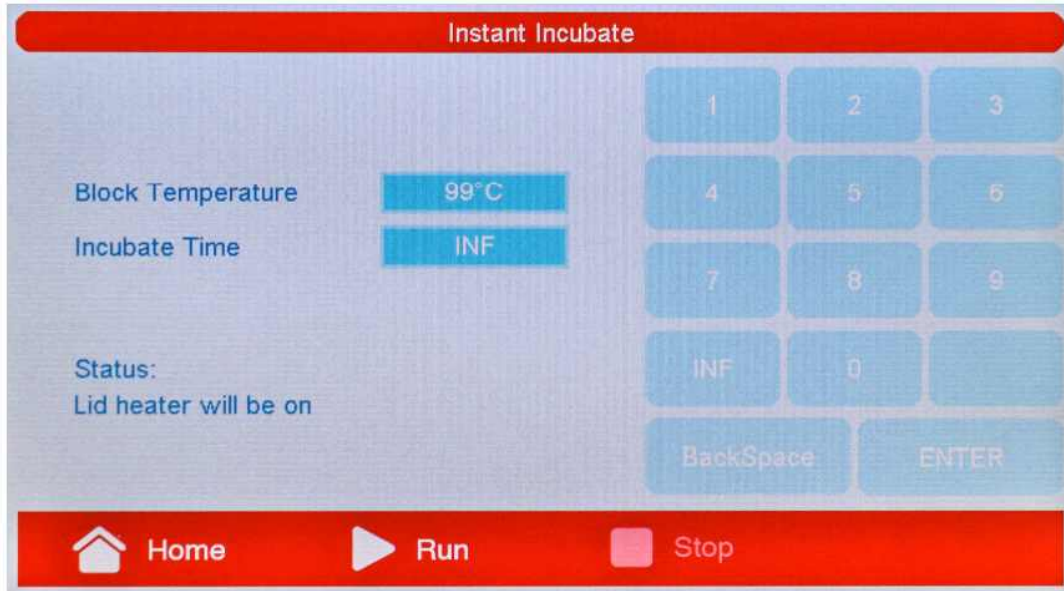 Instant Incubate
Block Temperature 99°C
Incubate Time INF
Status:
Lid heater will be on
1 2 3
4 5 6
7 8 9
INF 0
BackSpace ENTER
Home Run Stop